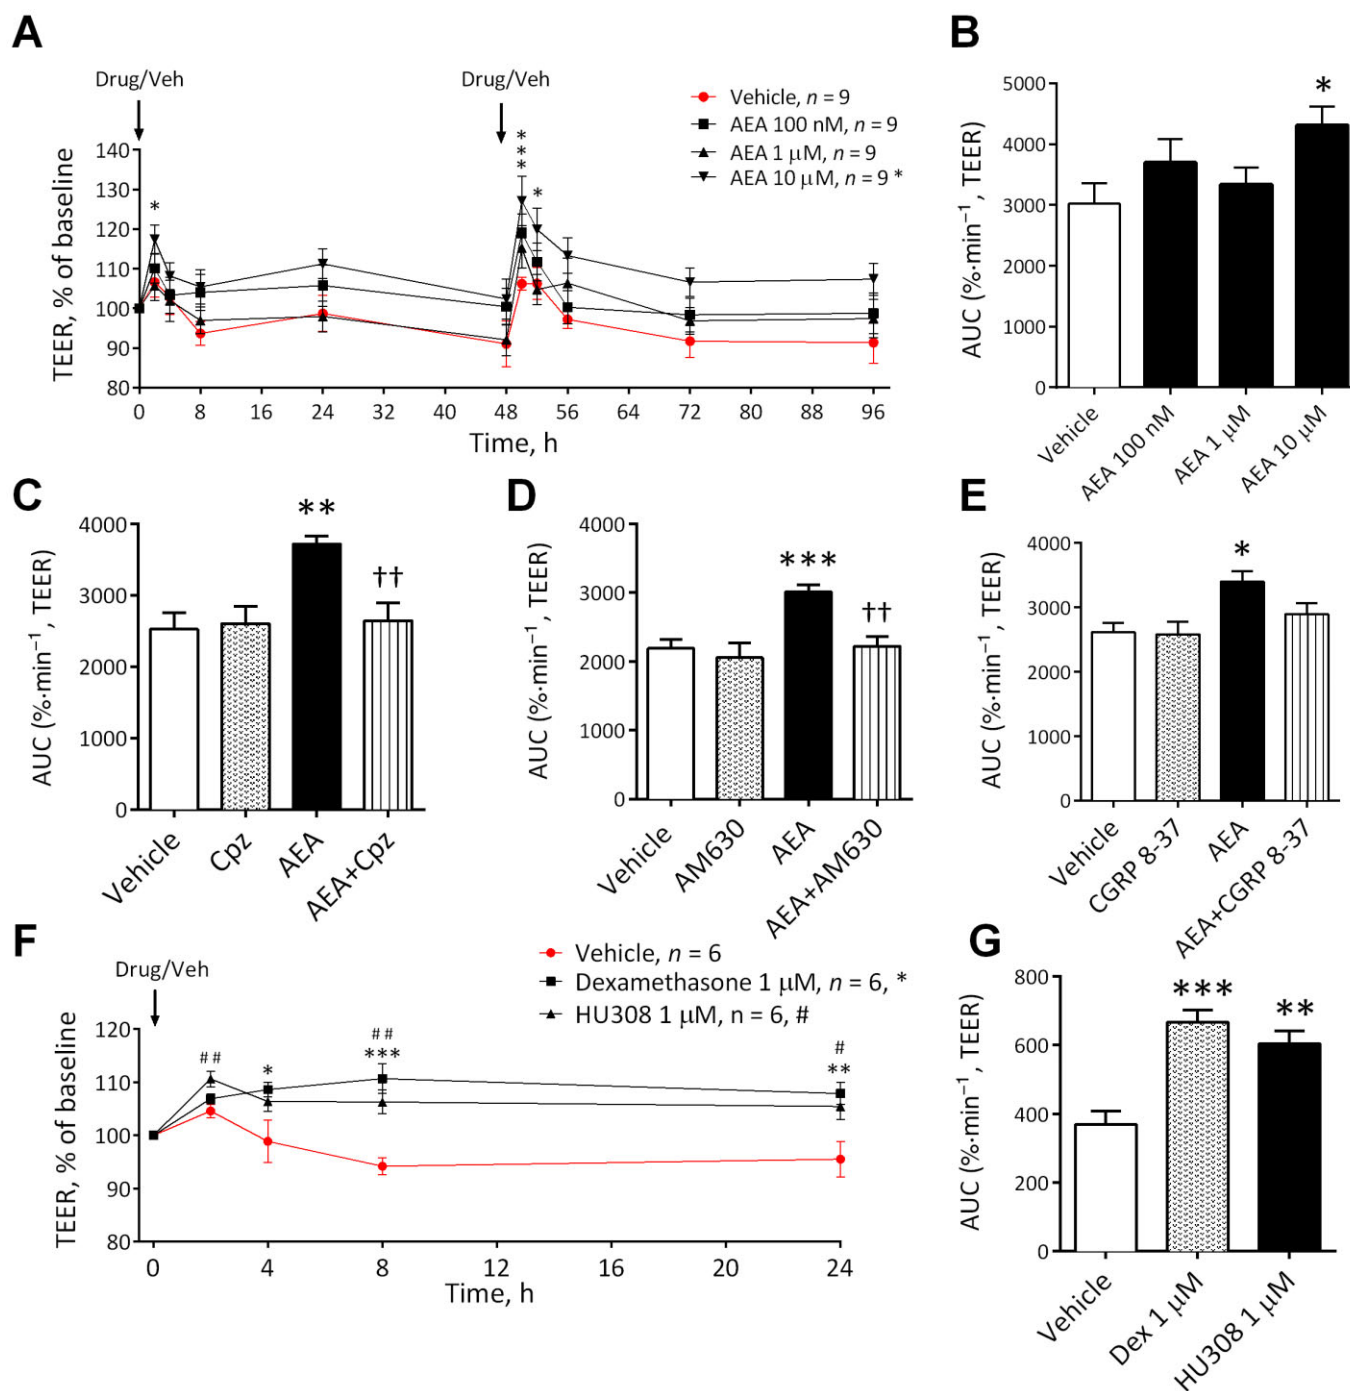 A
Drug/Veh
Drug/Veh
Vehicle, n = 9
AEA 100 nM, n = 9
AEA 1 μM, n = 9
AEA 10 μM, n = 9 *
*
***
*
TEER, % of baseline
140
130
120
110
100
90
80
0 8 16 24 32 40 48 56 64 72 80 88 96
Time, h
B
*
AUC (%·min⁻¹, TEER)
5000
4000
3000
2000
1000
0
Vehicle
AEA 100 nM
AEA 1 μM
AEA 10 μM
C
**
††
AUC (%·min⁻¹, TEER)
4000
3000
2000
1000
0
Vehicle
Cpz
AEA
AEA+Cpz
D
***
††
AUC (%·min⁻¹, TEER)
4000
3000
2000
1000
0
Vehicle
AM630
AEA
AEA+AM630
E
*
AUC (%·min⁻¹, TEER)
4000
3000
2000
1000
0
Vehicle
CGRP 8-37
AEA
AEA+CGRP 8-37
F
Drug/Veh
Vehicle, n = 6
Dexamethasone 1 μM, n = 6, *
HU308 1 μM, n = 6, #
##
*
##
***
#
**
TEER, % of baseline
120
110
100
90
80
0 4 8 12 16 20 24
Time, h
G
***
**
AUC (%·min⁻¹, TEER)
800
600
400
200
0
Vehicle
Dex 1 μM
HU308 1 μM